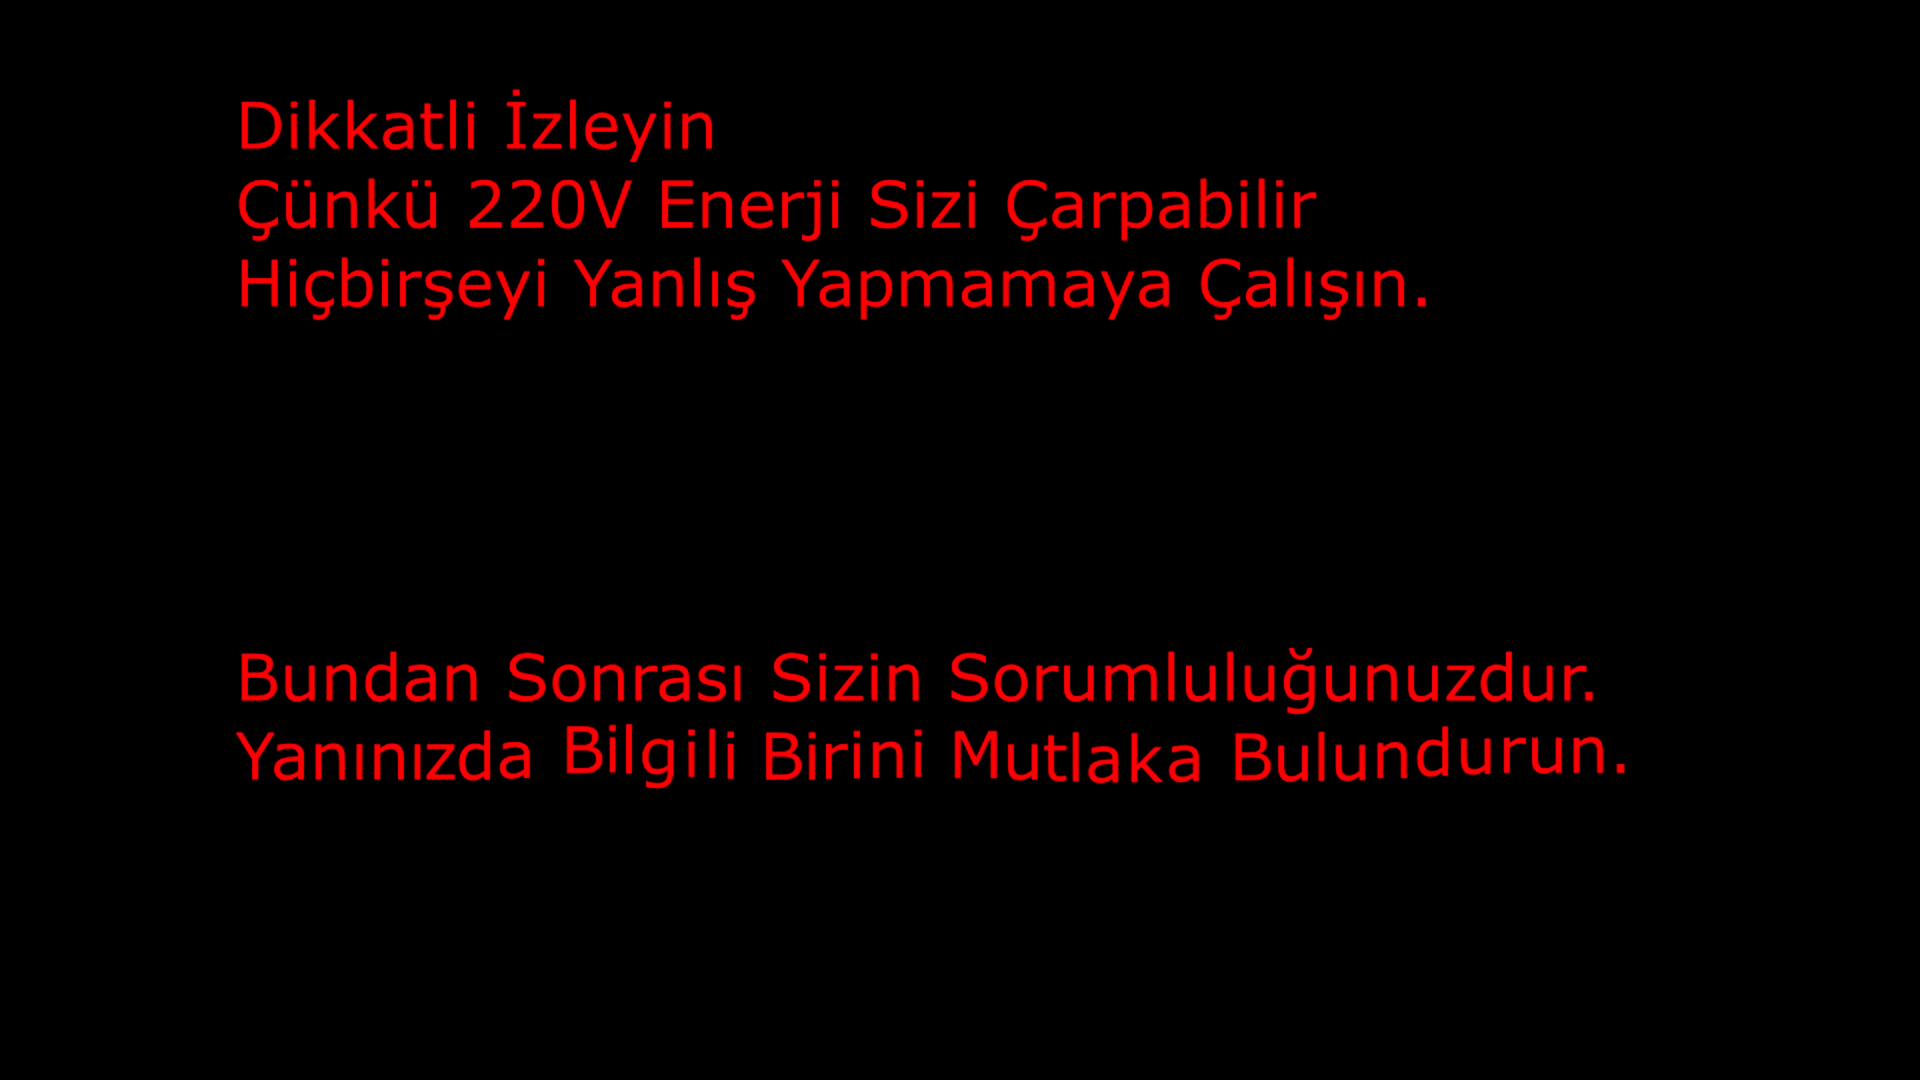 Dikkatli İzleyin
Çünkü 220V Enerji Sizi Çarpabilir
Hiçbirşeyi Yanlış Yapmamaya Çalışın.
Bundan Sonrası Sizin Sorumluluğunuzdur.
Yanınızda Bilgili Birini Mutlaka Bulundurun.